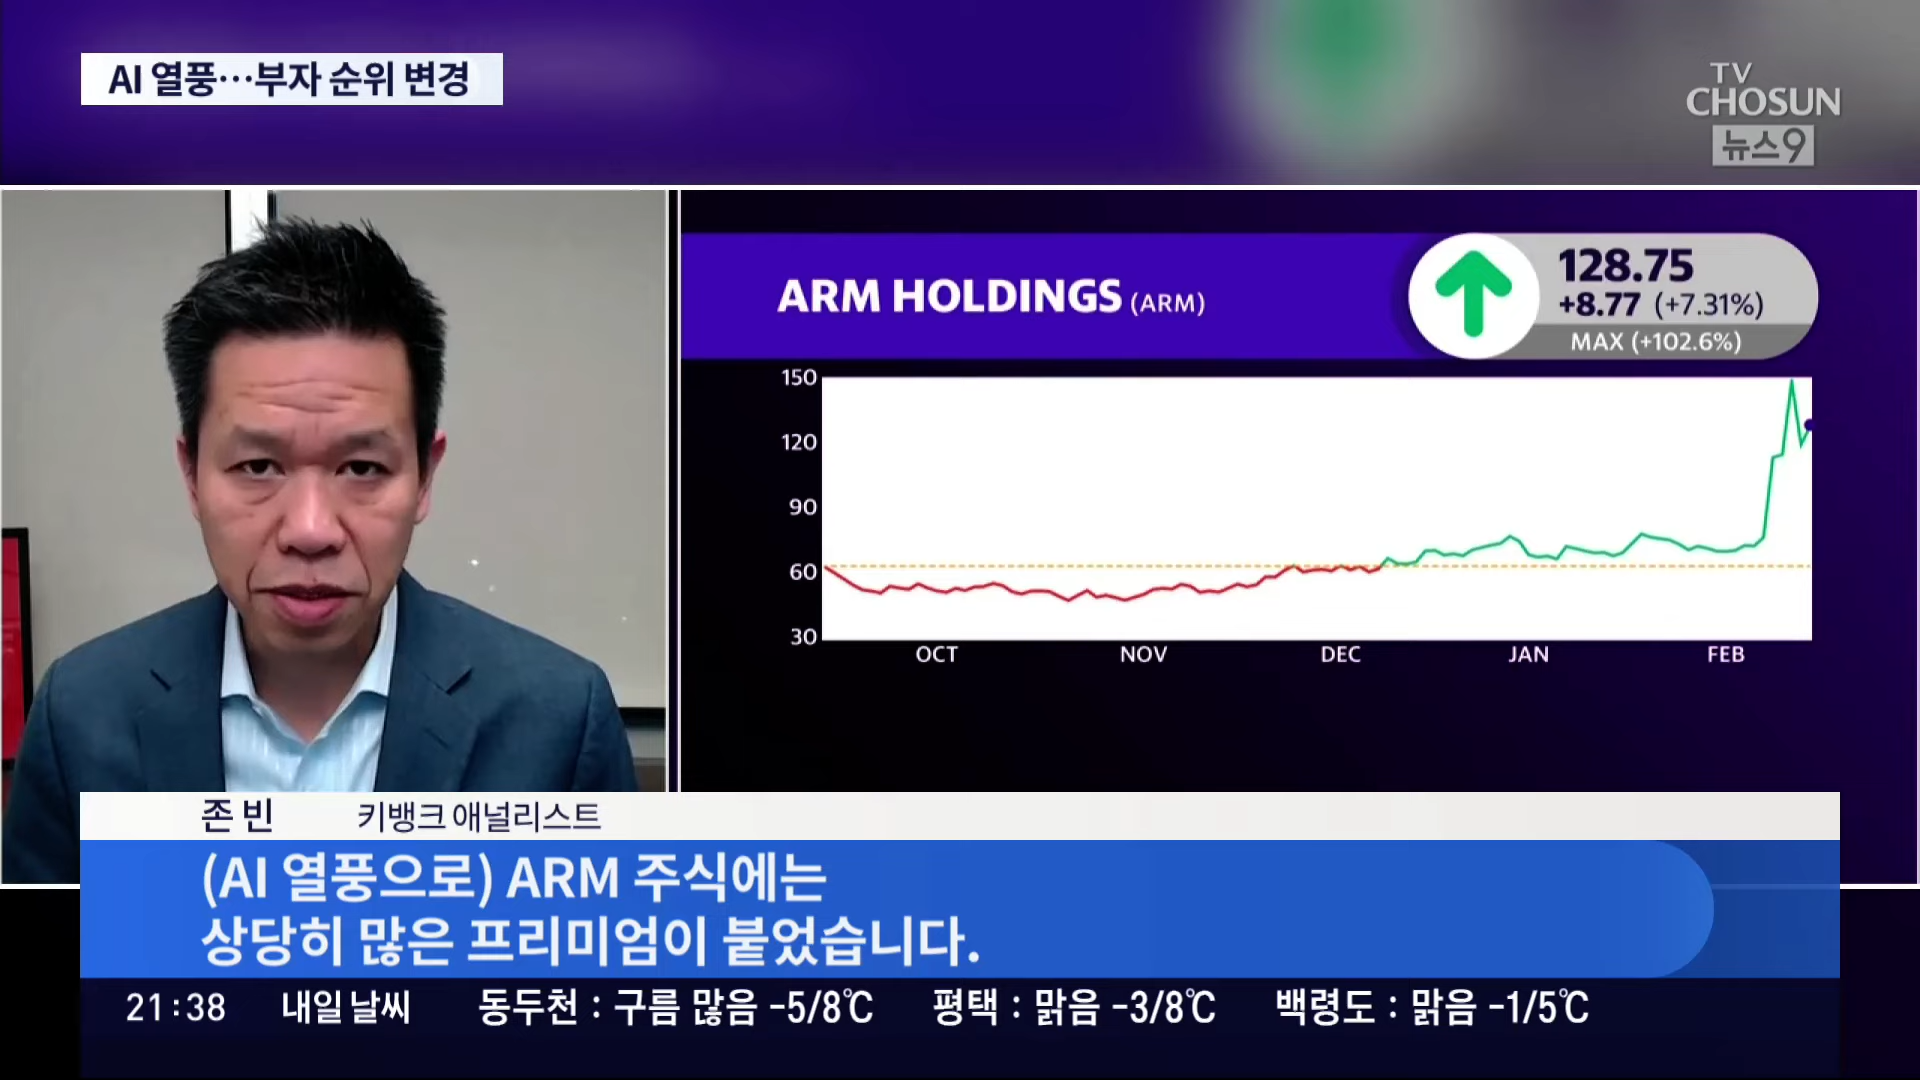 AI 열풍…부자 순위 변경
TV
CHOSUN
뉴스9
ARM HOLDINGS (ARM)
128.75
+8.77 (+7.31%)
MAX (+102.6%)
150
120
90
60
30
OCT NOV DEC JAN FEB
존 빈 키뱅크 애널리스트
(AI 열풍으로) ARM 주식에는
상당히 많은 프리미엄이 붙었습니다.
21:38 내일 날씨 동두천 : 구름 많음 -5/8℃ 평택 : 맑음 -3/8℃ 백령도 : 맑음 -1/5℃